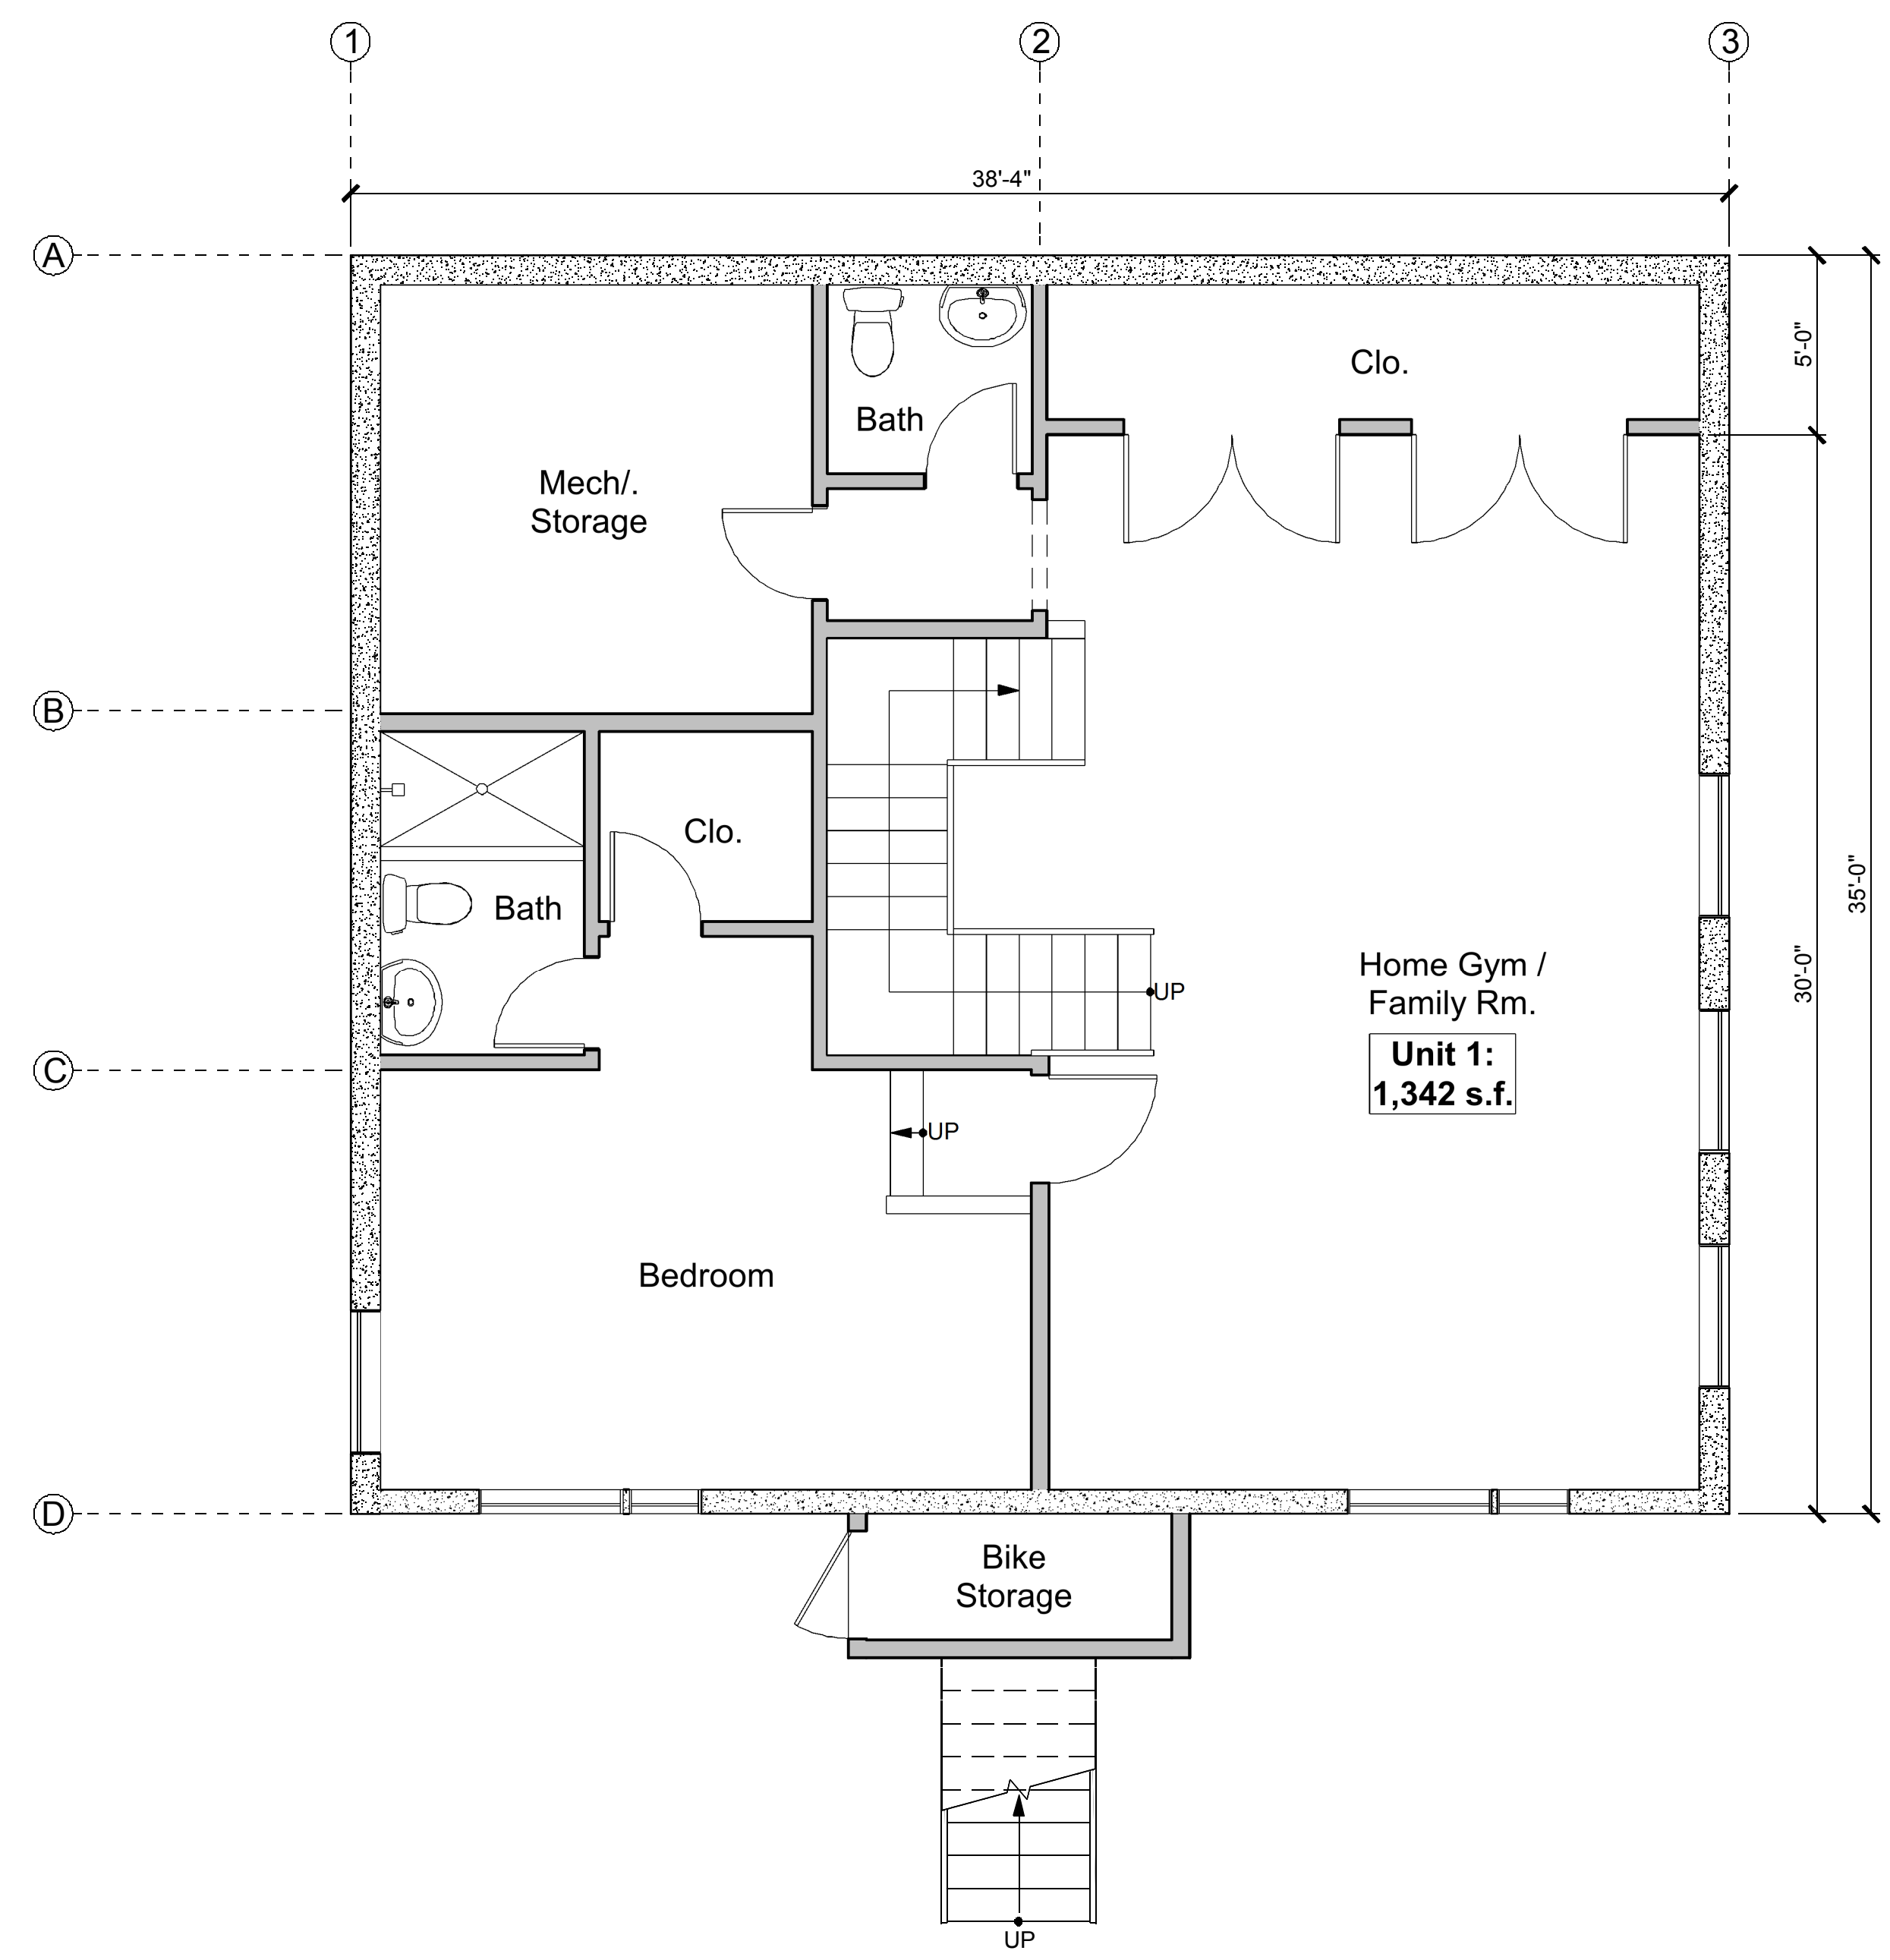 1
2
3
38'-4"
A
5'-0"
Clo.
Bath
Mech/.
Storage
B
Clo.
35'-0"
Bath
Home Gym /
Family Rm.
30'-0"
UP
Unit 1:
1,342 s.f.
C
UP
Bedroom
D
Bike
Storage
UP